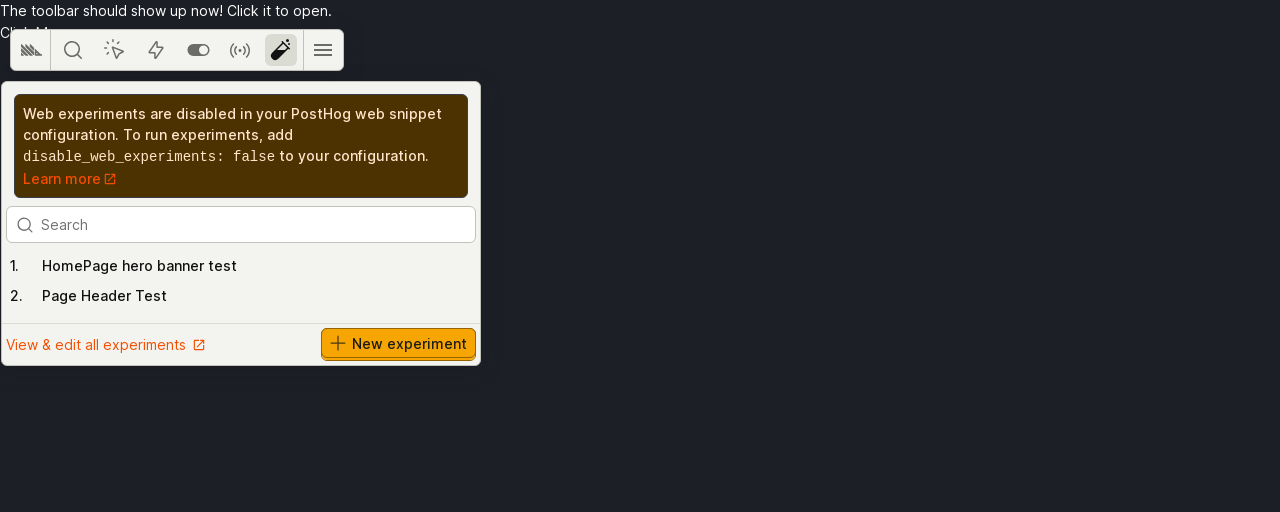 The toolbar should show up now! Click it to open.
Web experiments are disabled in your PostHog web snippet
configuration. To run experiments, add
disable_web_experiments: false to your configuration.
Learn more
Search
1. HomePage hero banner test
2. Page Header Test
View & edit all experiments
New experiment